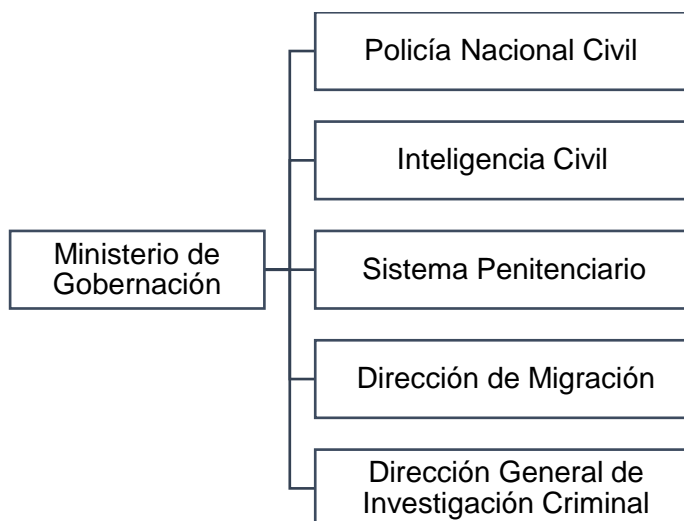 Policía Nacional Civil
Inteligencia Civil
Ministerio de
Gobernación
Sistema Penitenciario
Dirección de Migración
Dirección General de
Investigación Criminal